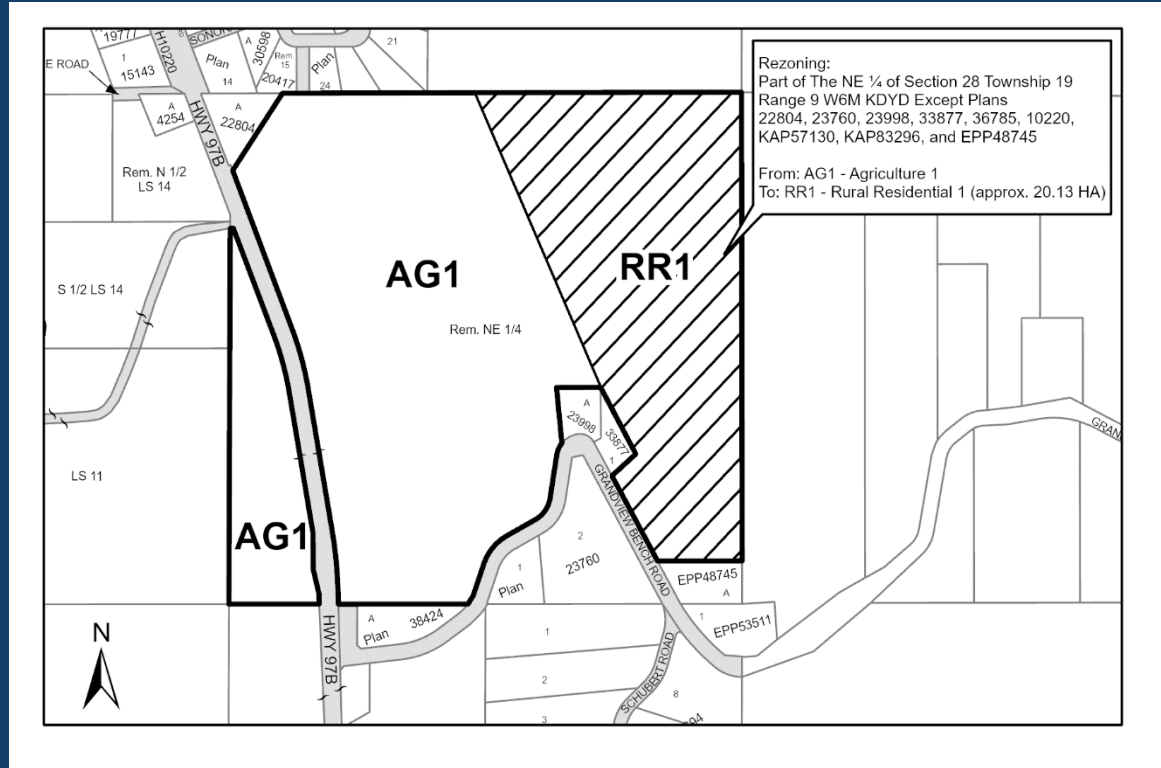 19777
H10220
SONOR
A
30598
21
1
15143
Plan
14
Rem.
15
20417
Plan
24
E ROAD
A
4254
A
22804
HWY 97B
Rem. N 1/2
LS 14
Rezoning:
Part of The NE ¼ of Section 28 Township 19
Range 9 W6M KDYD Except Plans
22804, 23760, 23998, 33877, 36785, 10220,
KAP57130, KAP83296, and EPP48745
From: AG1 - Agriculture 1
To: RR1 - Rural Residential 1 (approx. 20.13 HA)
S 1/2 LS 14
AG1
RR1
Rem. NE 1/4
A
23998
33877
1
GRAN
LS 11
AG1
GRANDVIEW BENCH ROAD
2
23760
1
Plan
EPP48745
A
A
Plan
38424
1
EPP53511
HWY 97B
1
2
3
SCHUBERT ROAD
8
N